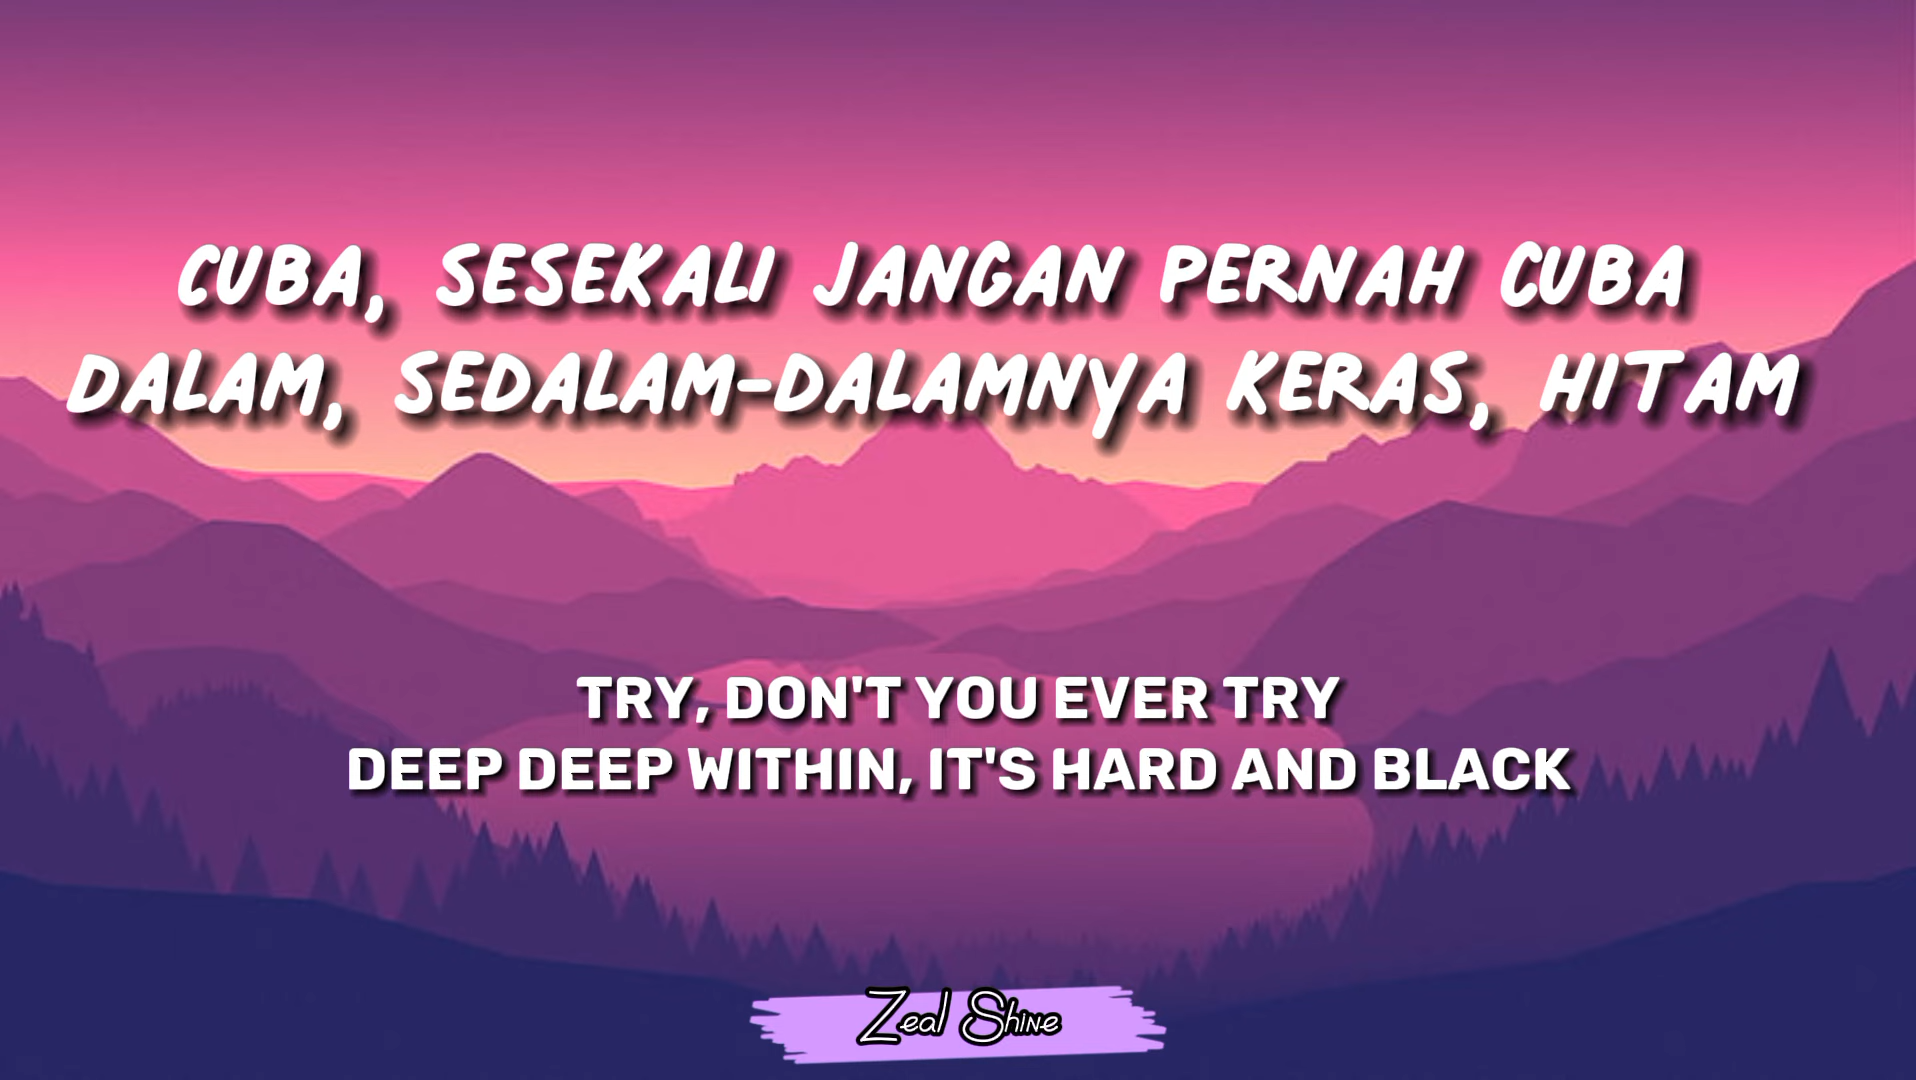 CUBA, SESEKALI JANGAN PERNAH CUBA
DALAM, SEDALAM-DALAMNYA KERAS, HITAM
TRY, DON'T YOU EVER TRY
DEEP DEEP WITHIN, IT'S HARD AND BLACK
Zeal Shine